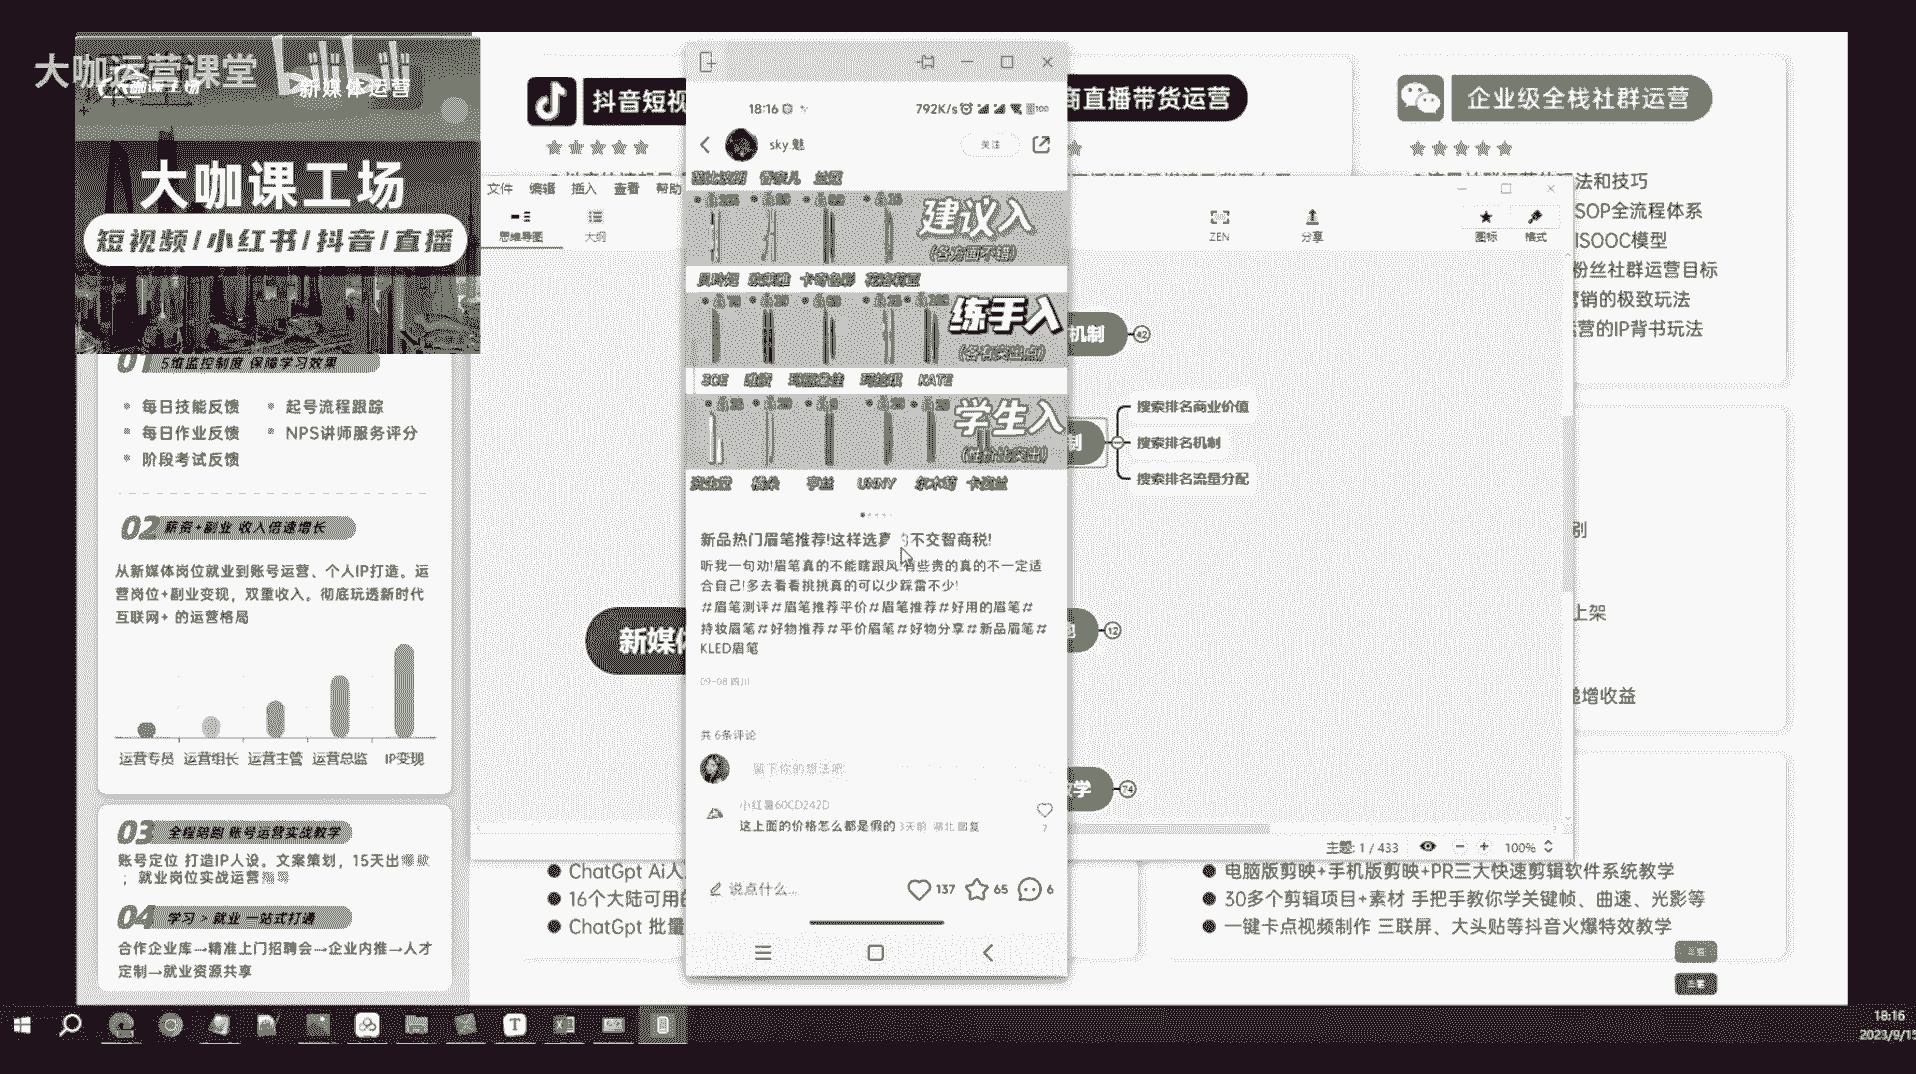 大咖运营课堂
新媒体运营
大咖课工场
短视频/小红书/抖音/直播
01 5维监控制度 保障学习效果
每日技能反馈
起号流程跟踪
每日作业反馈
NPS讲师服务评分
阶段考试反馈
02 薪资+副业 收入倍速增长
从新媒体岗位就业到账号运营、个人IP打造。运
营岗位+副业变现，双重收入。彻底玩透新时代
互联网+ 的运营格局
运营专员 运营组长 运营主管 运营总监 IP变现
03 全程陪跑 账号运营实战教学
账号定位 打造IP人设。文案策划，15天出爆款
；就业岗位实战运营
04 学习 > 就业 一站式打通
合作企业库→精准上门招聘会→企业内推→人才
定制→就业资源共享
抖音短视
文件 编辑 插入 查看 帮助
思维导图 大纲
新媒体
ChatGpt Ai人
16个大陆可用
ChatGpt 批量
18:16
792K/s
100
sky.魅
关注
建议入
(各方面不错)
练手入
(各有突出点)
3CE
KATE
学生入
(性价比突出)
橘朵
UNNY
新品热门眉笔推荐!这样选
不交智商税!
听我一句劝!眉笔真的不能瞎跟风!有些贵的真的不一定适
合自己!多去看看挑挑真的可以少踩雷不少!
#眉笔测评#眉笔推荐平价#眉笔推荐#好用的眉笔#
持妆眉笔#好物推荐#平价眉笔#好物分享#新品眉笔#
KLED眉笔
09-08 四川
共 6条评论
留下你的想法吧
小红薯60CD242D
这上面的价格怎么都是假的 3天前 湖北 回复
说点什么...
137
65
6
商直播带货运营
ZEN
分享
图标
格式
机制
42
制
搜索排名商业价值
搜索排名机制
搜索排名流量分配
12
学
74
主题: 1 / 433
100%
企业级全栈社群运营
法和技巧
SOP全流程体系
ISOOC模型
粉丝社群运营目标
营销的极致玩法
运营的IP背书玩法
别
上架
递增收益
电脑版剪映+手机版剪映+PR三大快速剪辑软件系统教学
30多个剪辑项目+素材 手把手教你学关键帧、曲速、光影等
一键卡点视频制作 三联屏、大头贴等抖音火爆特效教学
18:16
2023/9/15